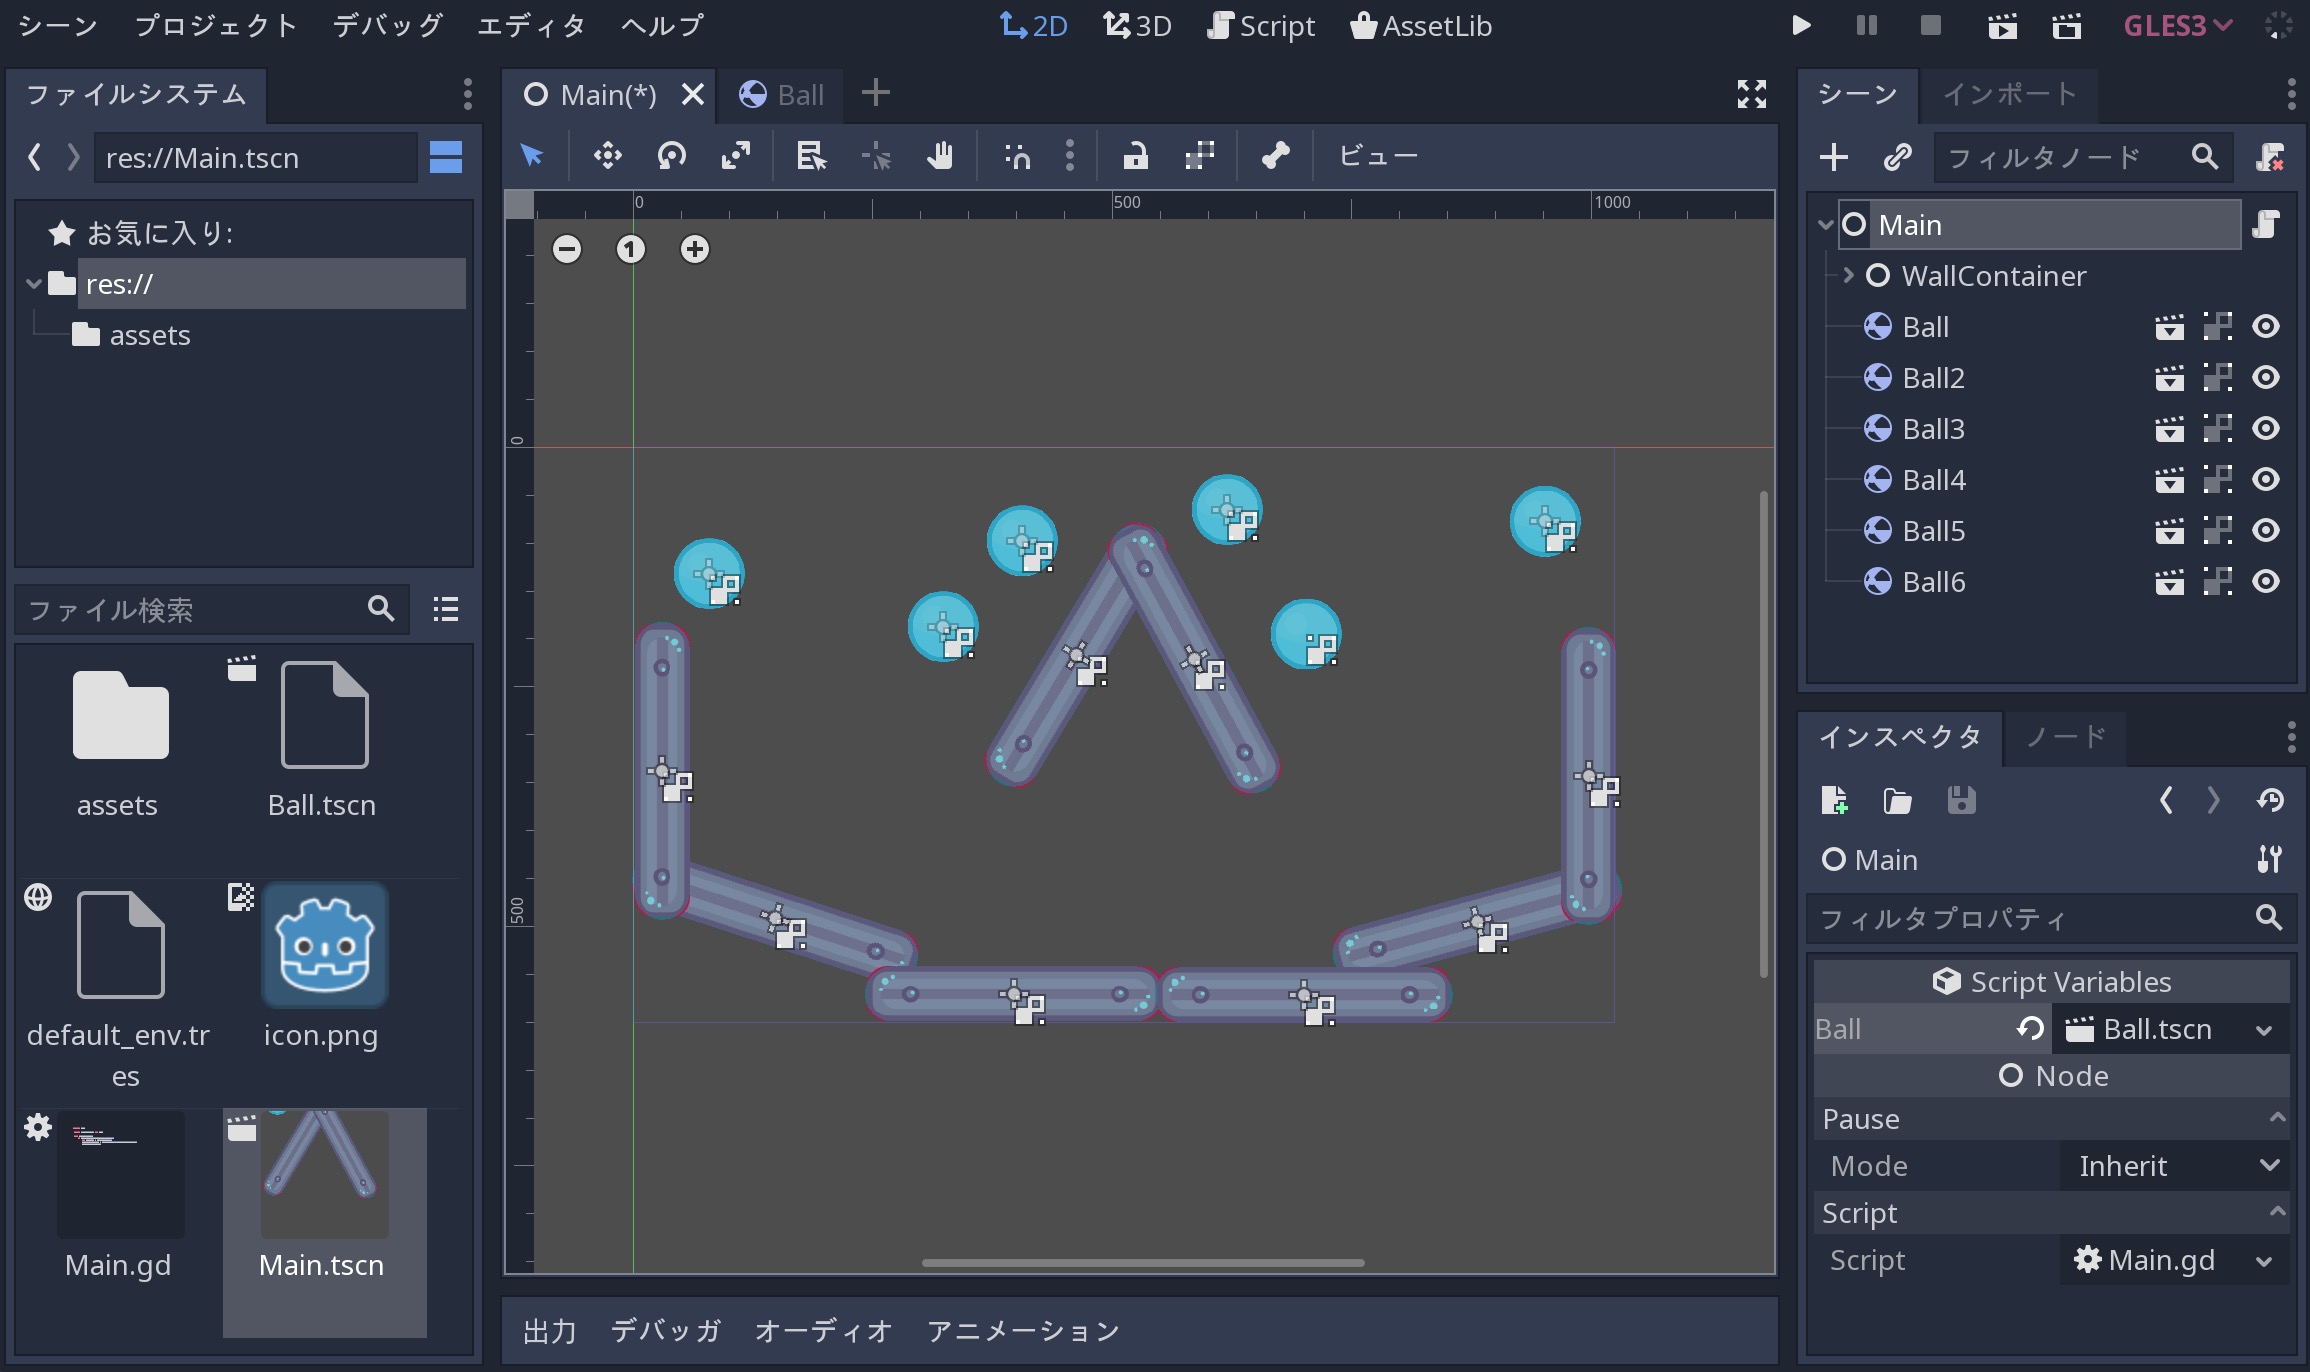 シーン プロジェクト デバッグ エディタ ヘルプ 2D 3D Script AssetLib GLES3
ファイルシステム
res://Main.tscn
お気に入り:
res://
assets
ファイル検索
assets Ball.tscn
default_env.tr
es
icon.png
Main.gd Main.tscn
Main(*) Ball
ビュー
0 500 1000
1
0
500
出力 デバッガ オーディオ アニメーション
シーン インポート
フィルタノード
Main
WallContainer
Ball
Ball2
Ball3
Ball4
Ball5
Ball6
インスペクタ ノード
Main
フィルタプロパティ
Script Variables
Ball Ball.tscn
Node
Pause
Mode Inherit
Script
Script Main.gd